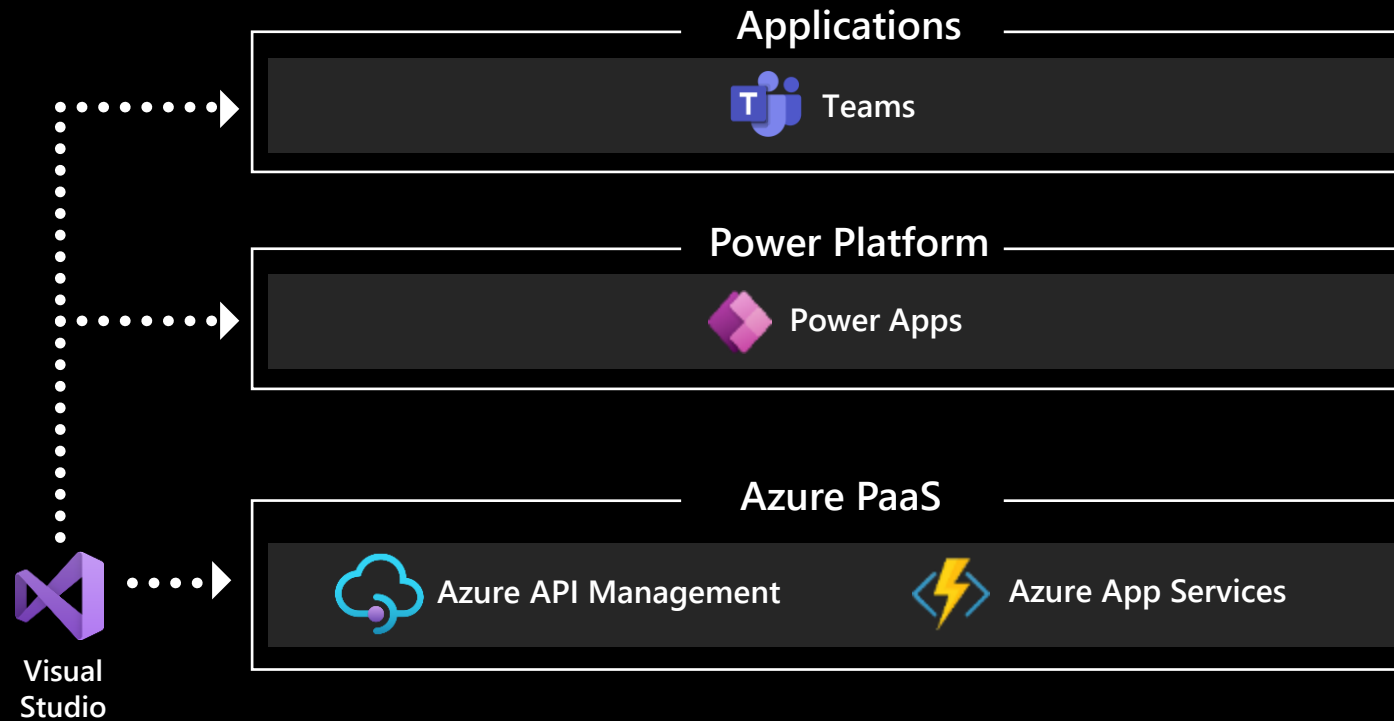 Applications
T
Teams
Power Platform
Power Apps
Azure PaaS
Azure API Management
Azure App Services
Visual
Studio